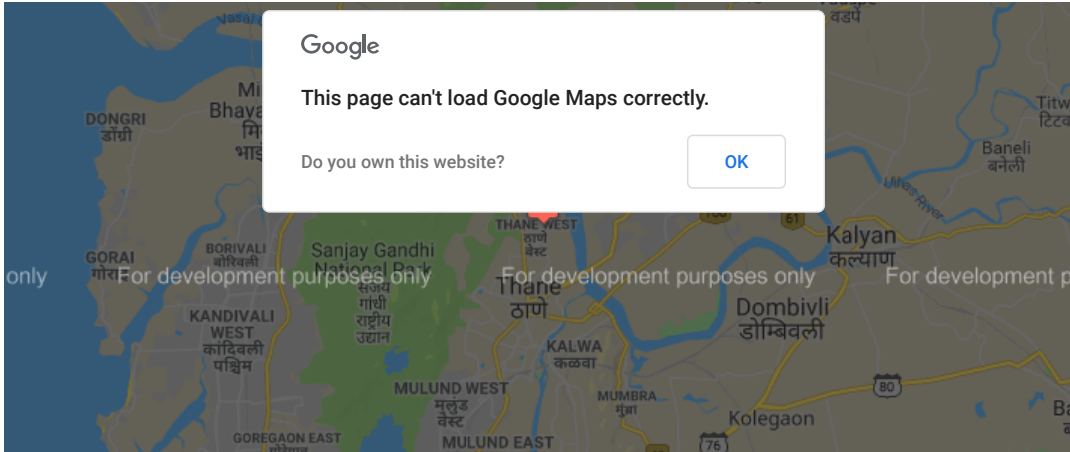 Google
This page can't load Google Maps correctly.
Do you own this website?
OK
वडपे
DONGRI
डोंगरी
Baneli
बनेली
Ulhas River
61
THANE WEST
ठाणे
वेस्ट
Kalyan
कल्याण
GORAI
BORIVALI
बोरिवली
Sanjay Gandhi
National Park
संजय
गांधी
राष्ट्रीय
उद्यान
only
For development purposes only
For development purposes only
For development p
Thane
ठाणे
Dombivli
डोम्बिवली
KANDIVALI
WEST
कांदिवली
पश्चिम
KALWA
कळवा
MULUND WEST
मुलुंड
वेस्ट
MUMBRA
मुंब्रा
80
Kolegaon
GOREGAON EAST
MULUND EAST
76